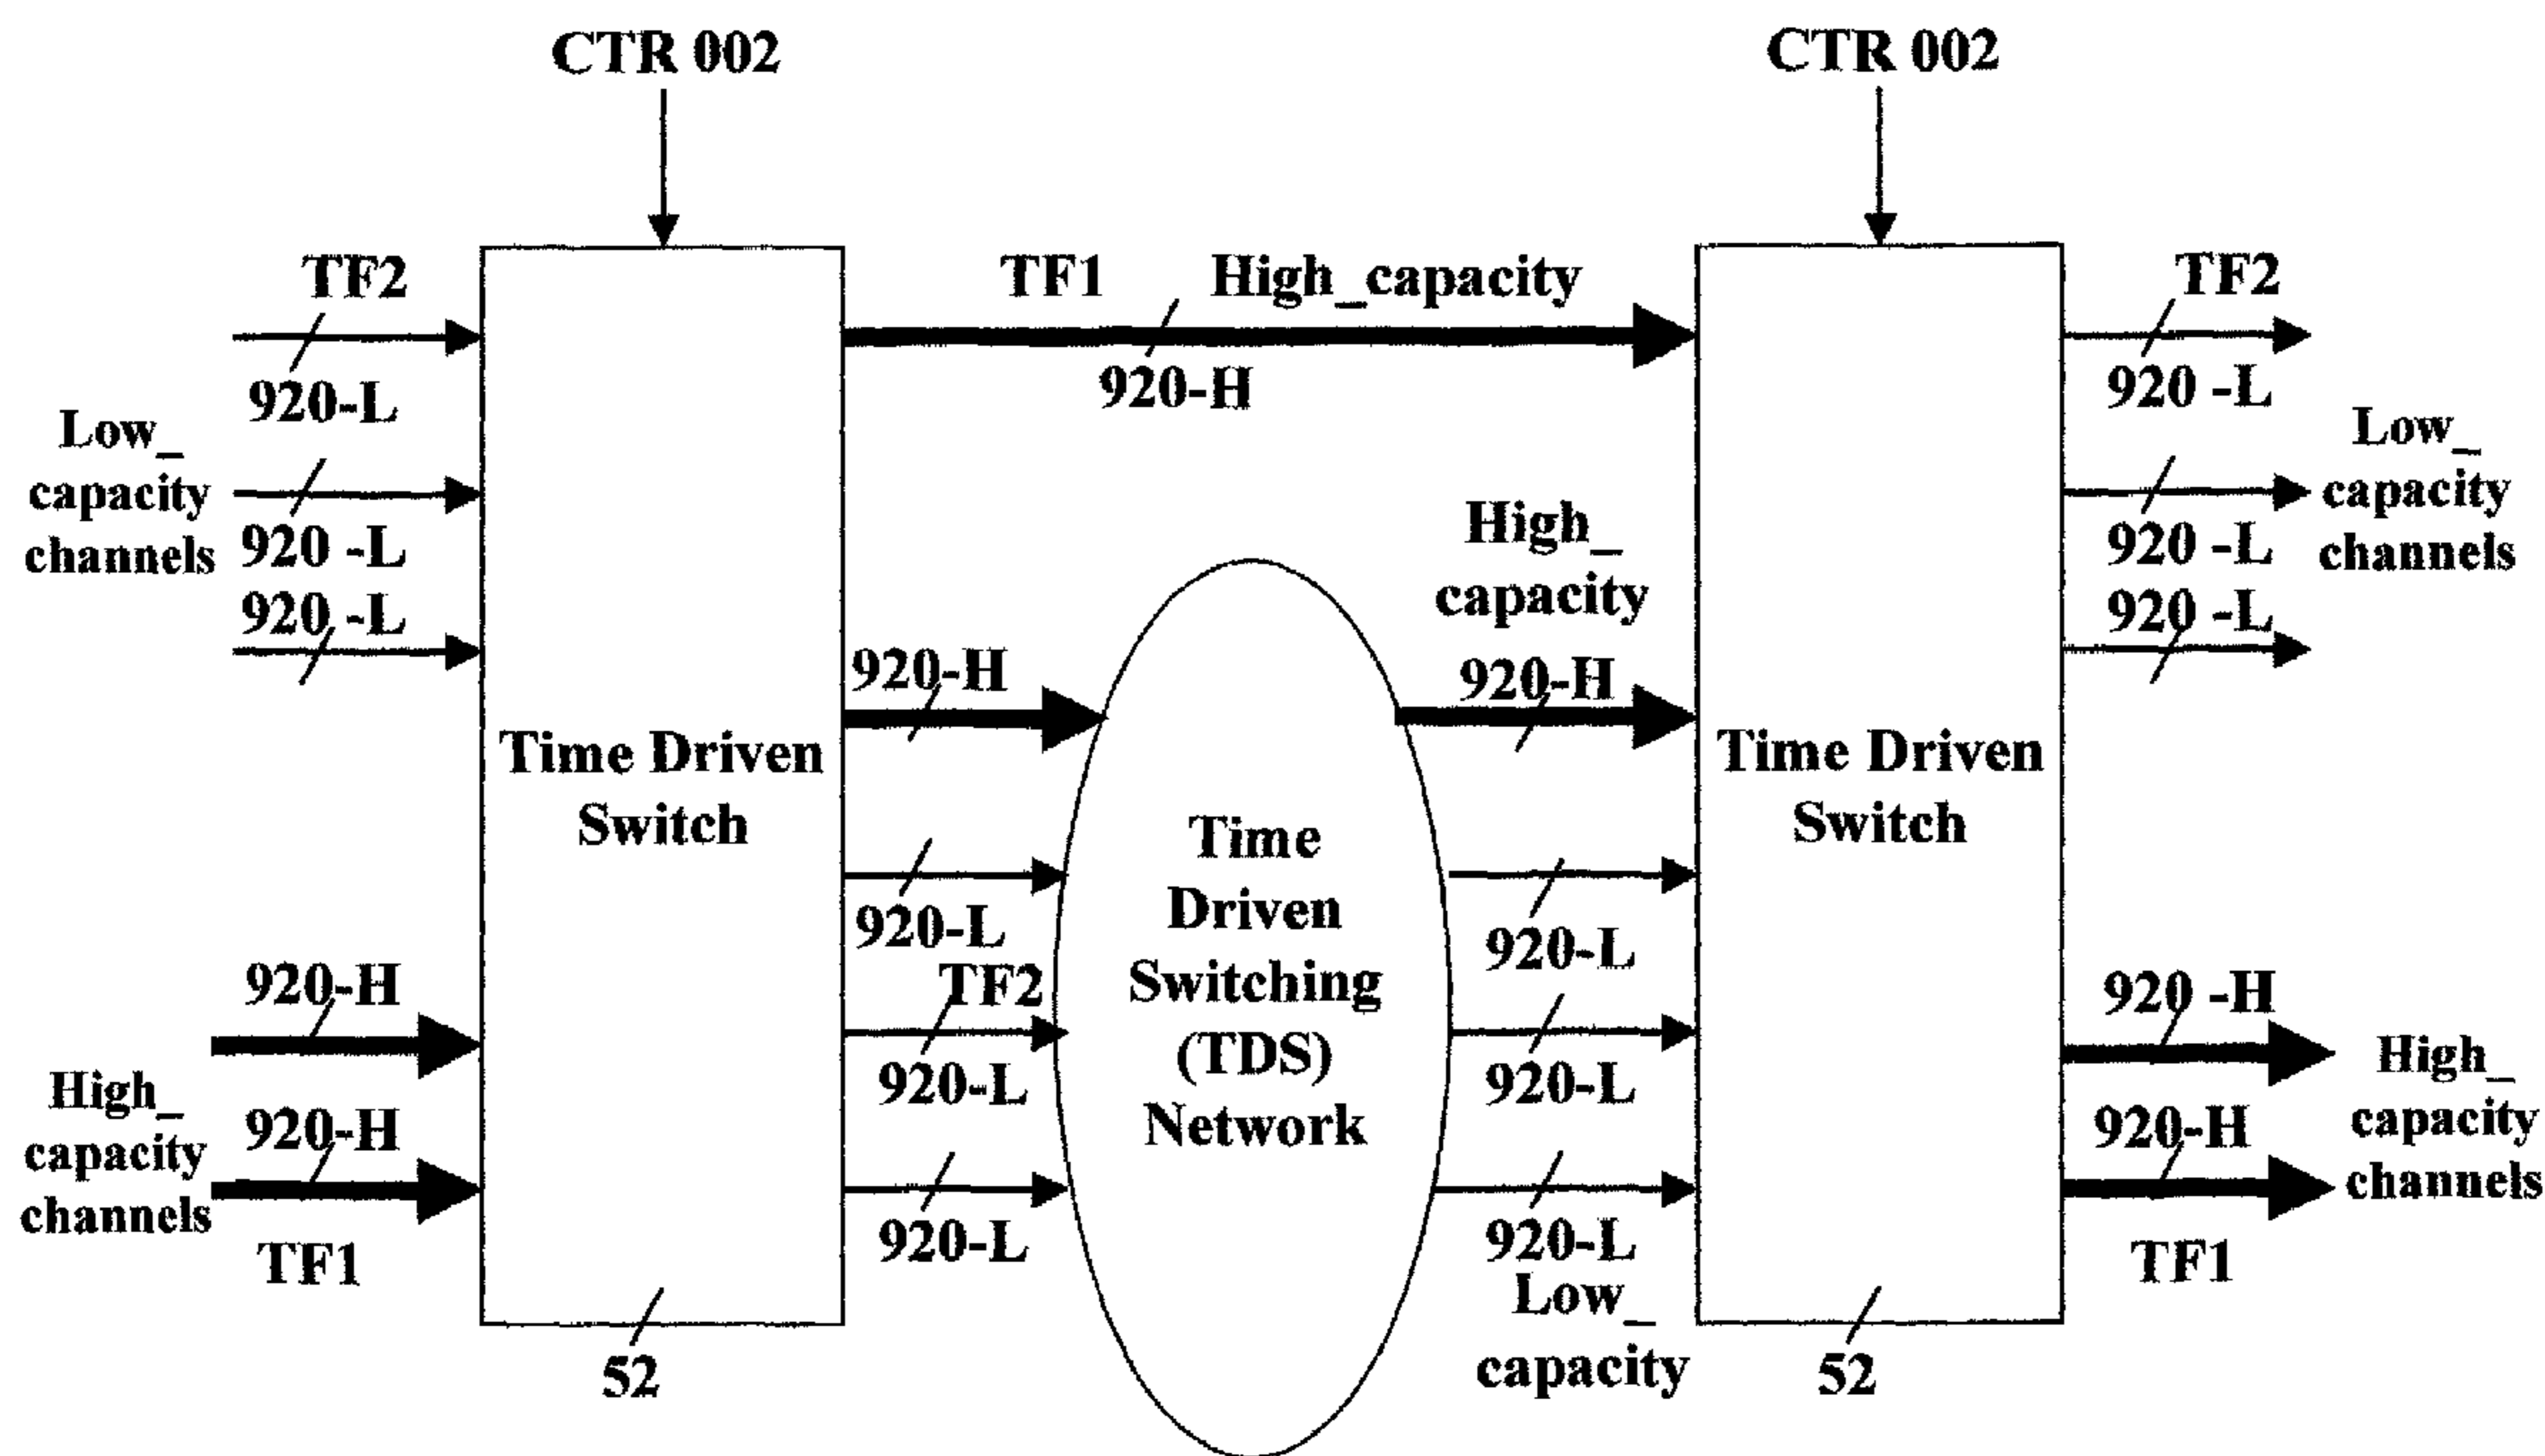 CTR 002
CTR 002
TF2
920-L
Low_
capacity
channels
920 -L
920 -L
920-H
High_
capacity
channels
920-H
TF1
Time Driven
Switch
52
TF1 High_capacity
920-H
920-H
920-L
TF2
920-L
920-L
Time
Driven
Switching
(TDS)
Network
High_
capacity
920-H
920-L
920-L
920-L
Low_
capacity
Time Driven
Switch
52
TF2
920 -L
Low_
capacity
channels
920 -L
920 -L
920 -H
High_
capacity
channels
920-H
TF1